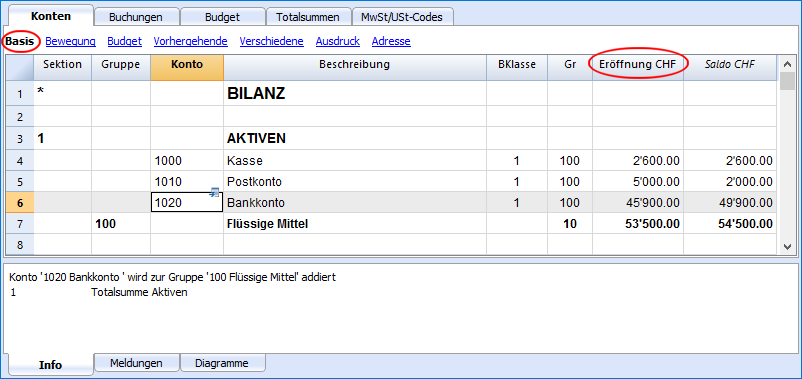 Konten Buchungen Budget Totalsummen MwSt/USt-Codes
Basis Bewegung Budget Vorhergehende Verschiedene Ausdruck Adresse
Sektion Gruppe Konto Beschreibung BKlasse Gr Eröffnung CHF Saldo CHF
1 * BILANZ
2
3 1 AKTIVEN
4 1000 Kasse 1 100 2'600.00 2'600.00
5 1010 Postkonto 1 100 5'000.00 2'000.00
6 1020 Bankkonto 1 100 45'900.00 49'900.00
7 100 Flüssige Mittel 10 53'500.00 54'500.00
8
Konto '1020 Bankkonto ' wird zur Gruppe '100 Flüssige Mittel' addiert
1 Totalsumme Aktiven
Info Meldungen Diagramme